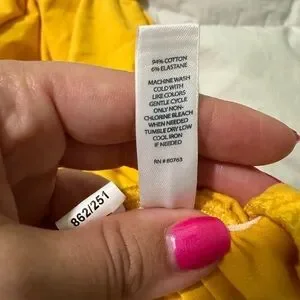 94% COTTON
6% ELASTANE
MACHINE WASH
COLD WITH
LIKE COLORS
GENTLE CYCLE
ONLY NON-
CHLORINE BLEACH
WHEN NEEDED
TUMBLE DRY LOW
COOL IRON
IF NEEDED
RN # 80763
862/251